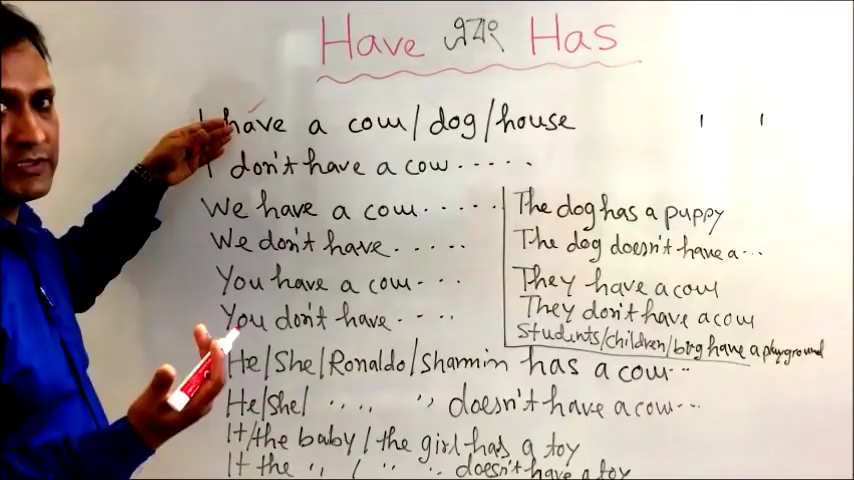 Have এবং Has
I have a cow/dog/house
I don't have a cow .....
We have a cow .....
We don't have .....
You have a cow ...
You don't have ....
He/She/Ronaldo/Sharmin has a cow..
He/She/ .... " doesn't have a cow...
It/the baby/the girl has a toy
It the " / " .. doesn't have a toy
The dog has a puppy
The dog doesn't have a...
They have a cow
They don't have a cow
Students/children/ have a playground